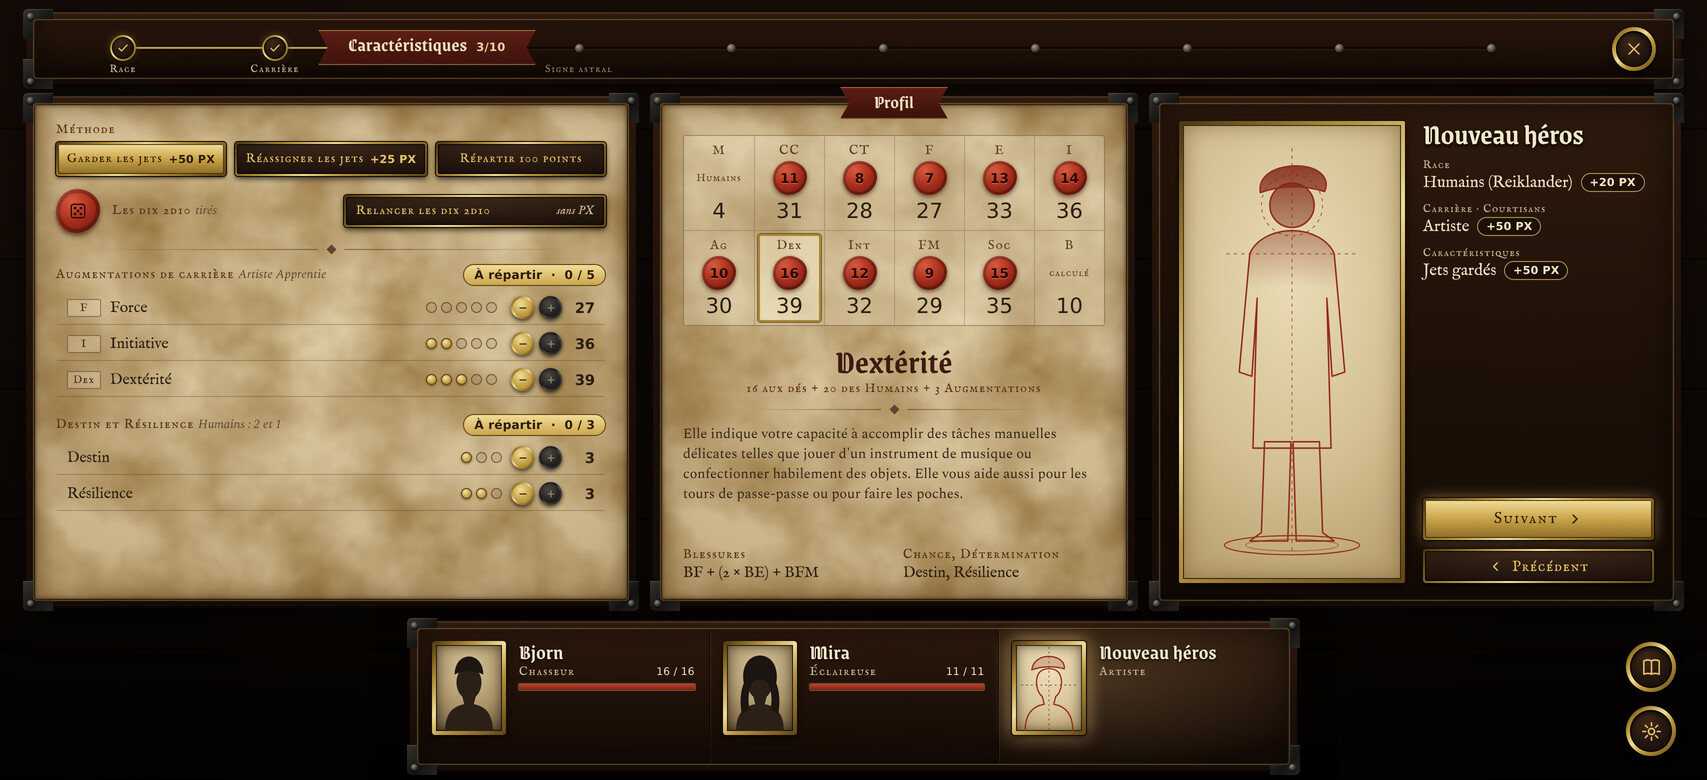 Race
Carrière
Caractéristiques 3/10
Signe astral
Méthode
Garder les jets +50 PX
Réassigner les jets +25 PX
Répartir 100 points
Les dix 2D10 tirés
Relancer les dix 2D10 sans PX
Augmentations de carrière Artiste Apprentie
À répartir · 0 / 5
F Force 27
I Initiative 36
Dex Dextérité 39
Destin et Résilience Humains : 2 et 1
À répartir · 0 / 3
Destin 3
Résilience 3
Profil
M CC CT F E I
Humains 11 8 7 13 14
4 31 28 27 33 36
Ag Dex Int FM Soc B
10 16 12 9 15 calculé
30 39 32 29 35 10
Dextérité
16 aux dés + 20 des Humains + 3 Augmentations
Elle indique votre capacité à accomplir des tâches manuelles
délicates telles que jouer d'un instrument de musique ou
confectionner habilement des objets. Elle vous aide aussi pour les
tours de passe-passe ou pour faire les poches.
Blessures
BF + (2 × BE) + BFM
Chance, Détermination
Destin, Résilience
Nouveau héros
Race
Humains (Reiklander) +20 PX
Carrière · Courtisans
Artiste +50 PX
Caractéristiques
Jets gardés +50 PX
Suivant
Précédent
Bjorn
Chasseur 16 / 16
Mira
Éclaireuse 11 / 11
Nouveau héros
Artiste